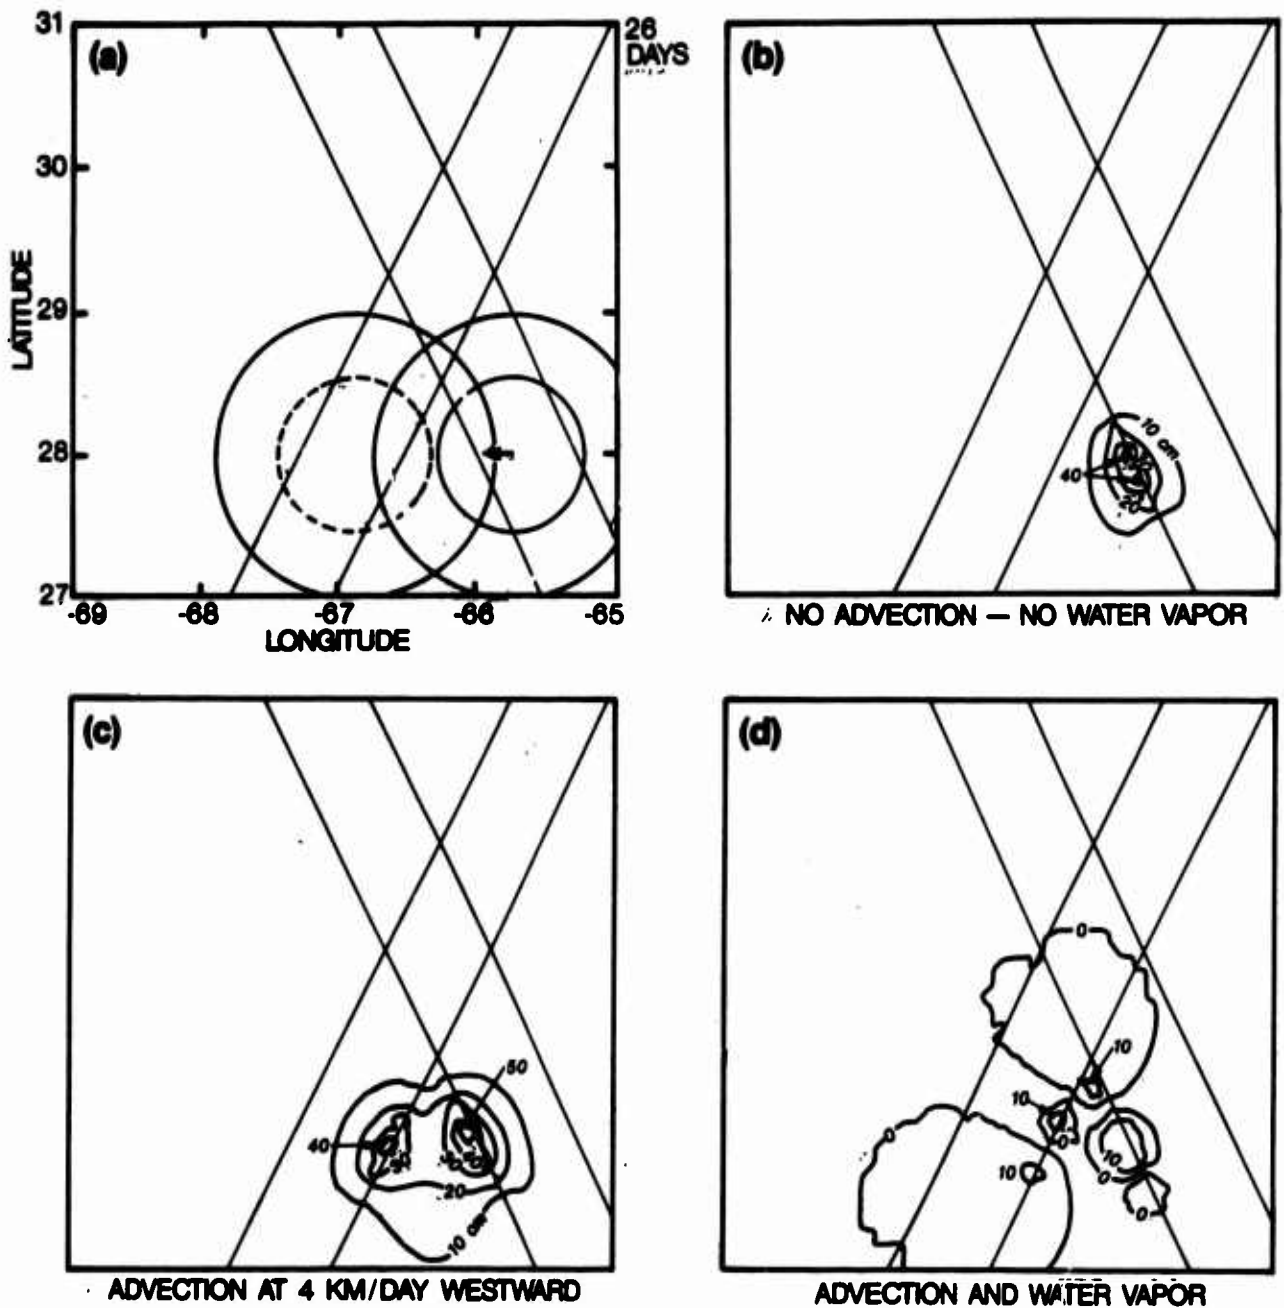 (a)
26
DAYS
31
30
29
28
27
LATITUDE
-69
-68
-67
-66
-65
LONGITUDE
(b)
10 cm
40
20
NO ADVECTION — NO WATER VAPOR
(c)
50
40
20
10 cm
ADVECTION AT 4 KM/DAY WESTWARD
(d)
0
10
10
0
0
10
10
0
0
ADVECTION AND WATER VAPOR